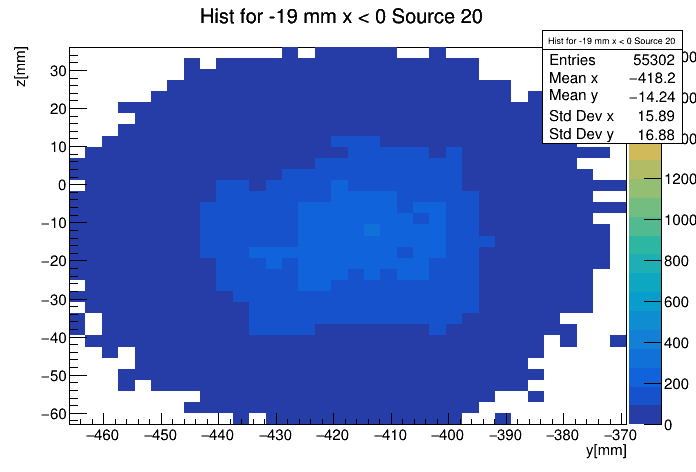 Hist for -19 mm x < 0 Source 20
z[mm]
Hist for -19 mm x < 0 Source 20
Entries 55302
Mean x −418.2
Mean y −14.24
Std Dev x 15.89
Std Dev y 16.88
30
20
10
0
−10
−20
−30
−40
−50
−60
1200
1000
800
600
400
200
0
−460 −450 −440 −430 −420 −410 −400 −390 −380 −370
y[mm]